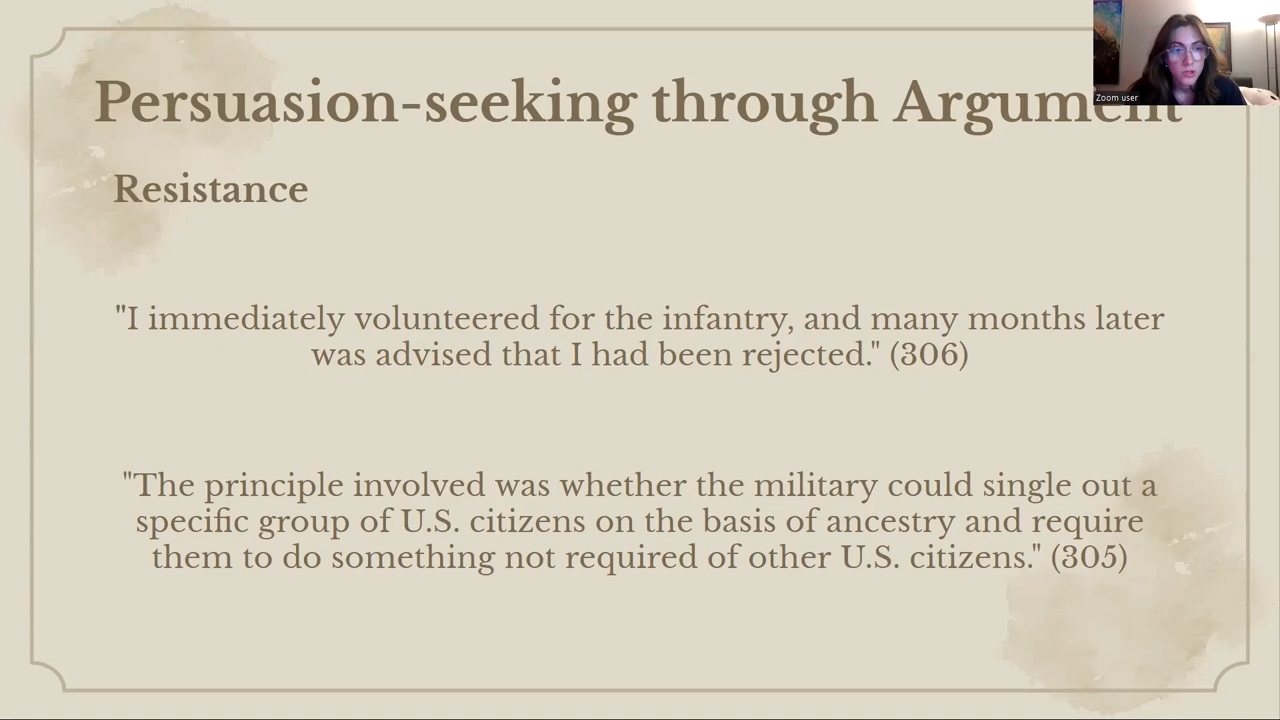 Persuasion-seeking through Argument
Zoom user
Resistance
"I immediately volunteered for the infantry, and many months later
was advised that I had been rejected." (306)
"The principle involved was whether the military could single out a
specific group of U.S. citizens on the basis of ancestry and require
them to do something not required of other U.S. citizens." (305)